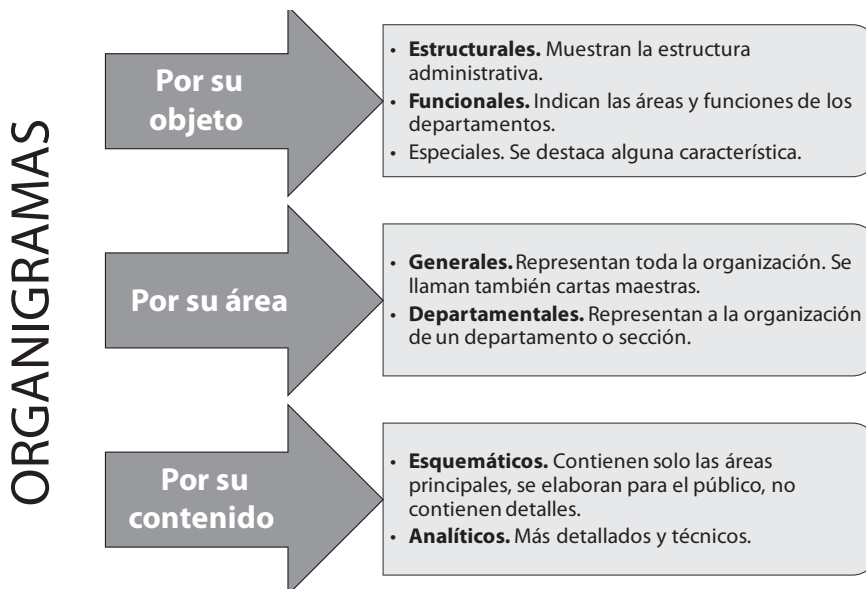 ORGANIGRAMAS
Por su
objeto
• Estructurales. Muestran la estructura
administrativa.
• Funcionales. Indican las áreas y funciones de los
departamentos.
• Especiales. Se destaca alguna característica.
Por su área
• Generales. Representan toda la organización. Se
llaman también cartas maestras.
• Departamentales. Representan a la organización
de un departamento o sección.
Por su
contenido
• Esquemáticos. Contienen solo las áreas
principales, se elaboran para el público, no
contienen detalles.
• Analíticos. Más detallados y técnicos.